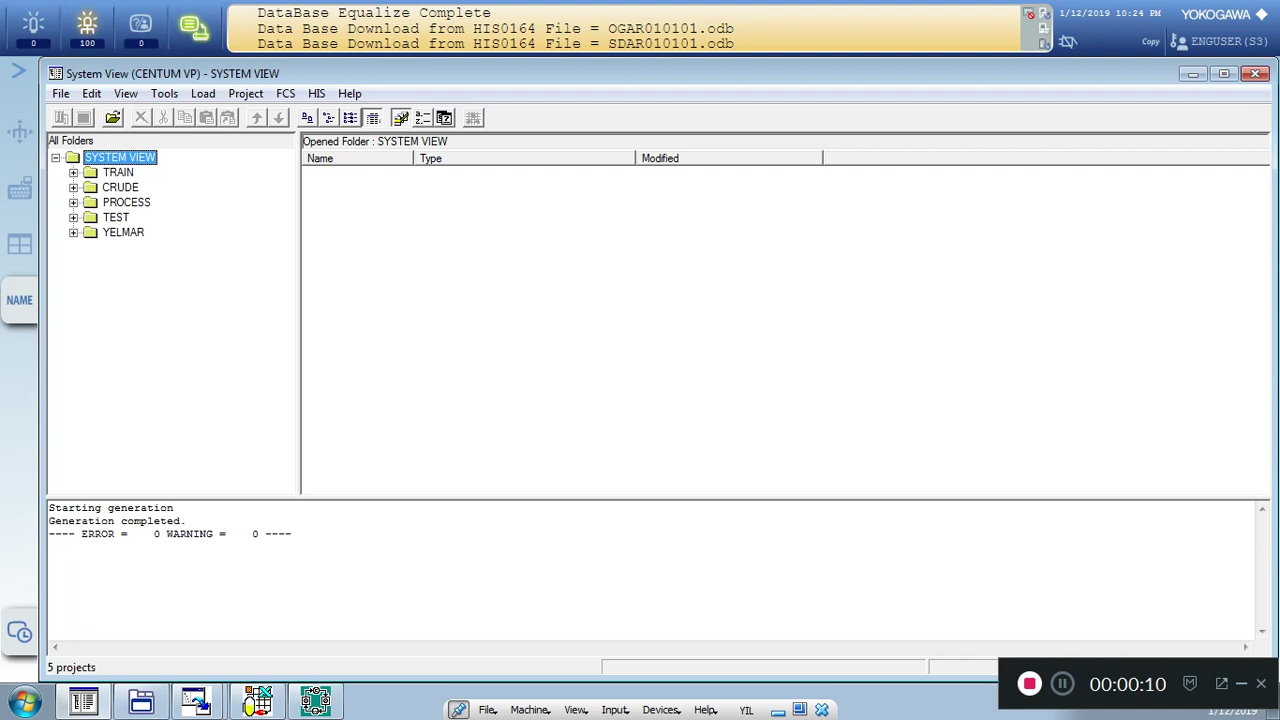 DataBase Equalize Complete
Data Base Download from HIS0164 File = OGAR010101.odb
Data Base Download from HIS0164 File = SDAR010101.odb
0
100
0
1/12/2019 10:24 PM
YOKOGAWA
Copy
ENGUSER (S3)
System View (CENTUM VP) - SYSTEM VIEW
File Edit View Tools Load Project FCS HIS Help
All Folders
SYSTEM VIEW
TRAIN
CRUDE
PROCESS
TEST
YELMAR
Opened Folder : SYSTEM VIEW
Name Type Modified
NAME
Starting generation
Generation completed.
---- ERROR = 0 WARNING = 0 ----
5 projects
00:00:10
File Machine View Input Devices Help YIL
1/12/2019